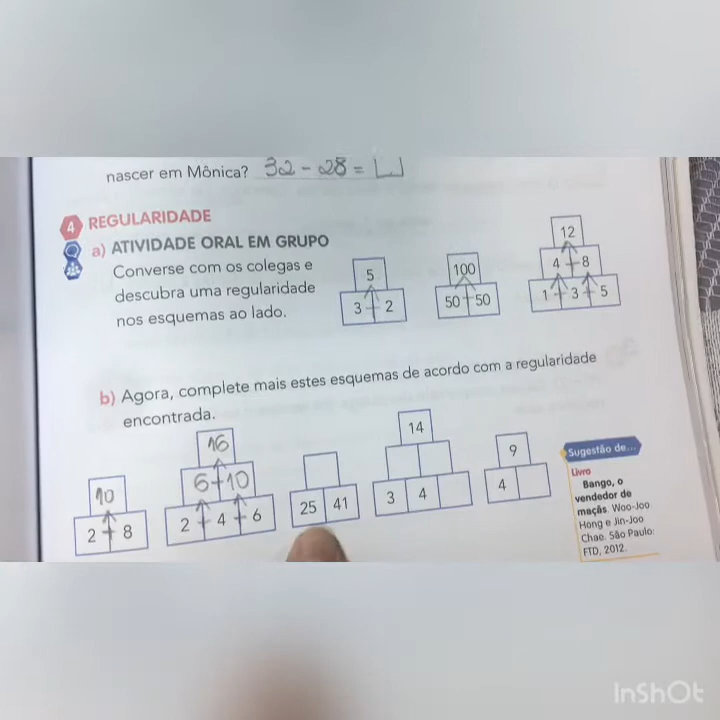 nascer em Mônica? 32 - 28 =
4 REGULARIDADE
a) ATIVIDADE ORAL EM GRUPO
Converse com os colegas e
descubra uma regularidade
nos esquemas ao lado.
5
3 + 2
100
50 + 50
12
4 + 8
1 + 3 + 5
b) Agora, complete mais estes esquemas de acordo com a regularidade
encontrada.
10
2 + 8
16
6 + 10
2 + 4 + 6
25 41
14
3 4
9
4
Sugestão de...
Livro
Bango, o
vendedor de
maçãs. Woo-Joo
Hong e Jin-Joo
Chae. São Paulo:
FTD, 2012.
InShOt